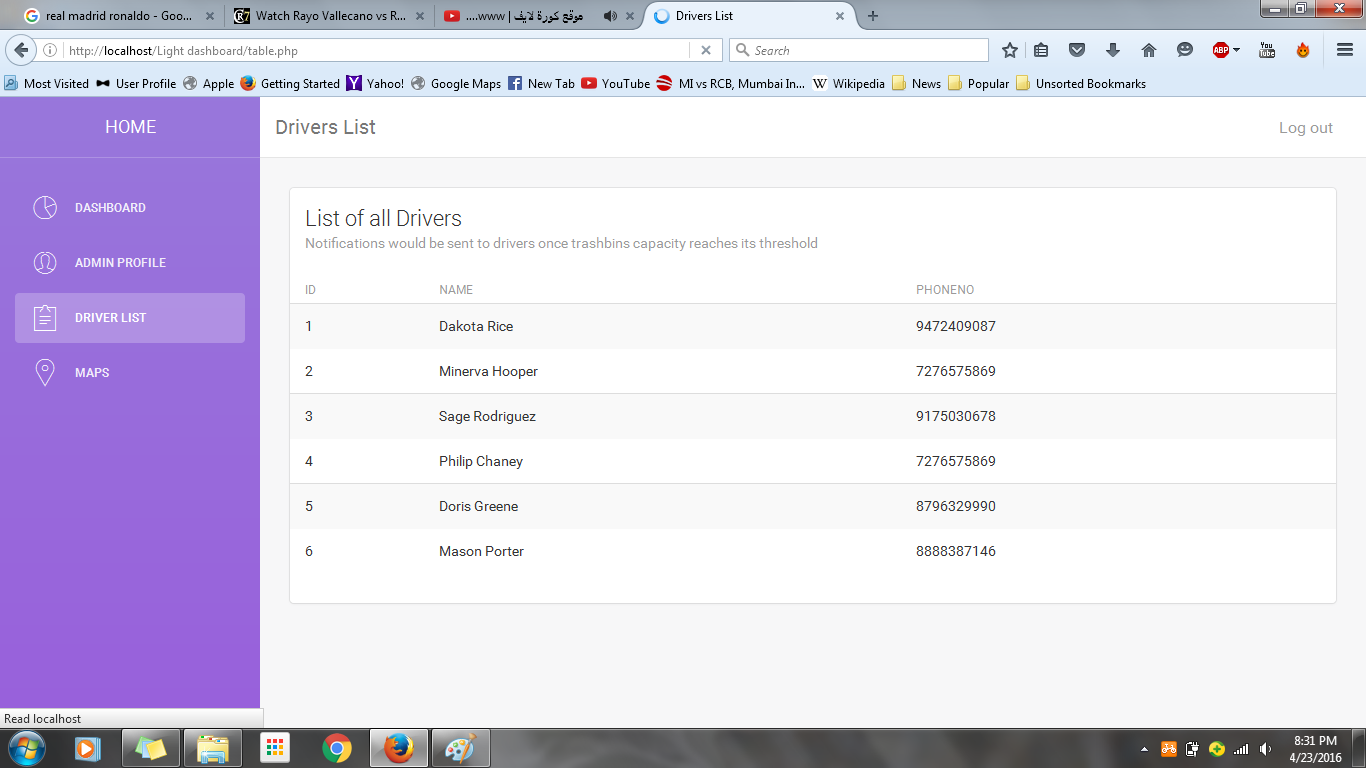 real madrid ronaldo - Goo...
Watch Rayo Vallecano vs R...
موقع كورة لايف | www....
Drivers List
http://localhost/Light dashboard/table.php
Search
ABP
You
Tube
Most Visited
User Profile
Apple
Getting Started
Yahoo!
Google Maps
New Tab
YouTube
MI vs RCB, Mumbai In...
Wikipedia
News
Popular
Unsorted Bookmarks
HOME
Drivers List
Log out
DASHBOARD
ADMIN PROFILE
DRIVER LIST
MAPS
List of all Drivers
Notifications would be sent to drivers once trashbins capacity reaches its threshold
ID NAME PHONENO
1 Dakota Rice 9472409087
2 Minerva Hooper 7276575869
3 Sage Rodriguez 9175030678
4 Philip Chaney 7276575869
5 Doris Greene 8796329990
6 Mason Porter 8888387146
Read localhost
8:31 PM
4/23/2016